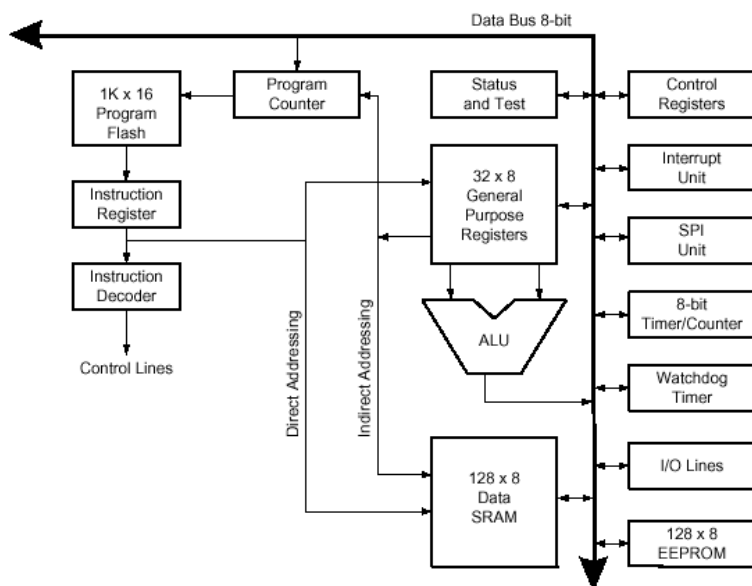 Data Bus 8-bit
1K x 16
Program
Flash
Program
Counter
Status
and Test
Control
Registers
Instruction
Register
32 x 8
General
Purpose
Registers
Interrupt
Unit
SPI
Unit
Instruction
Decoder
Control Lines
Direct Addressing
Indirect Addressing
ALU
8-bit
Timer/Counter
Watchdog
Timer
128 x 8
Data
SRAM
I/O Lines
128 x 8
EEPROM